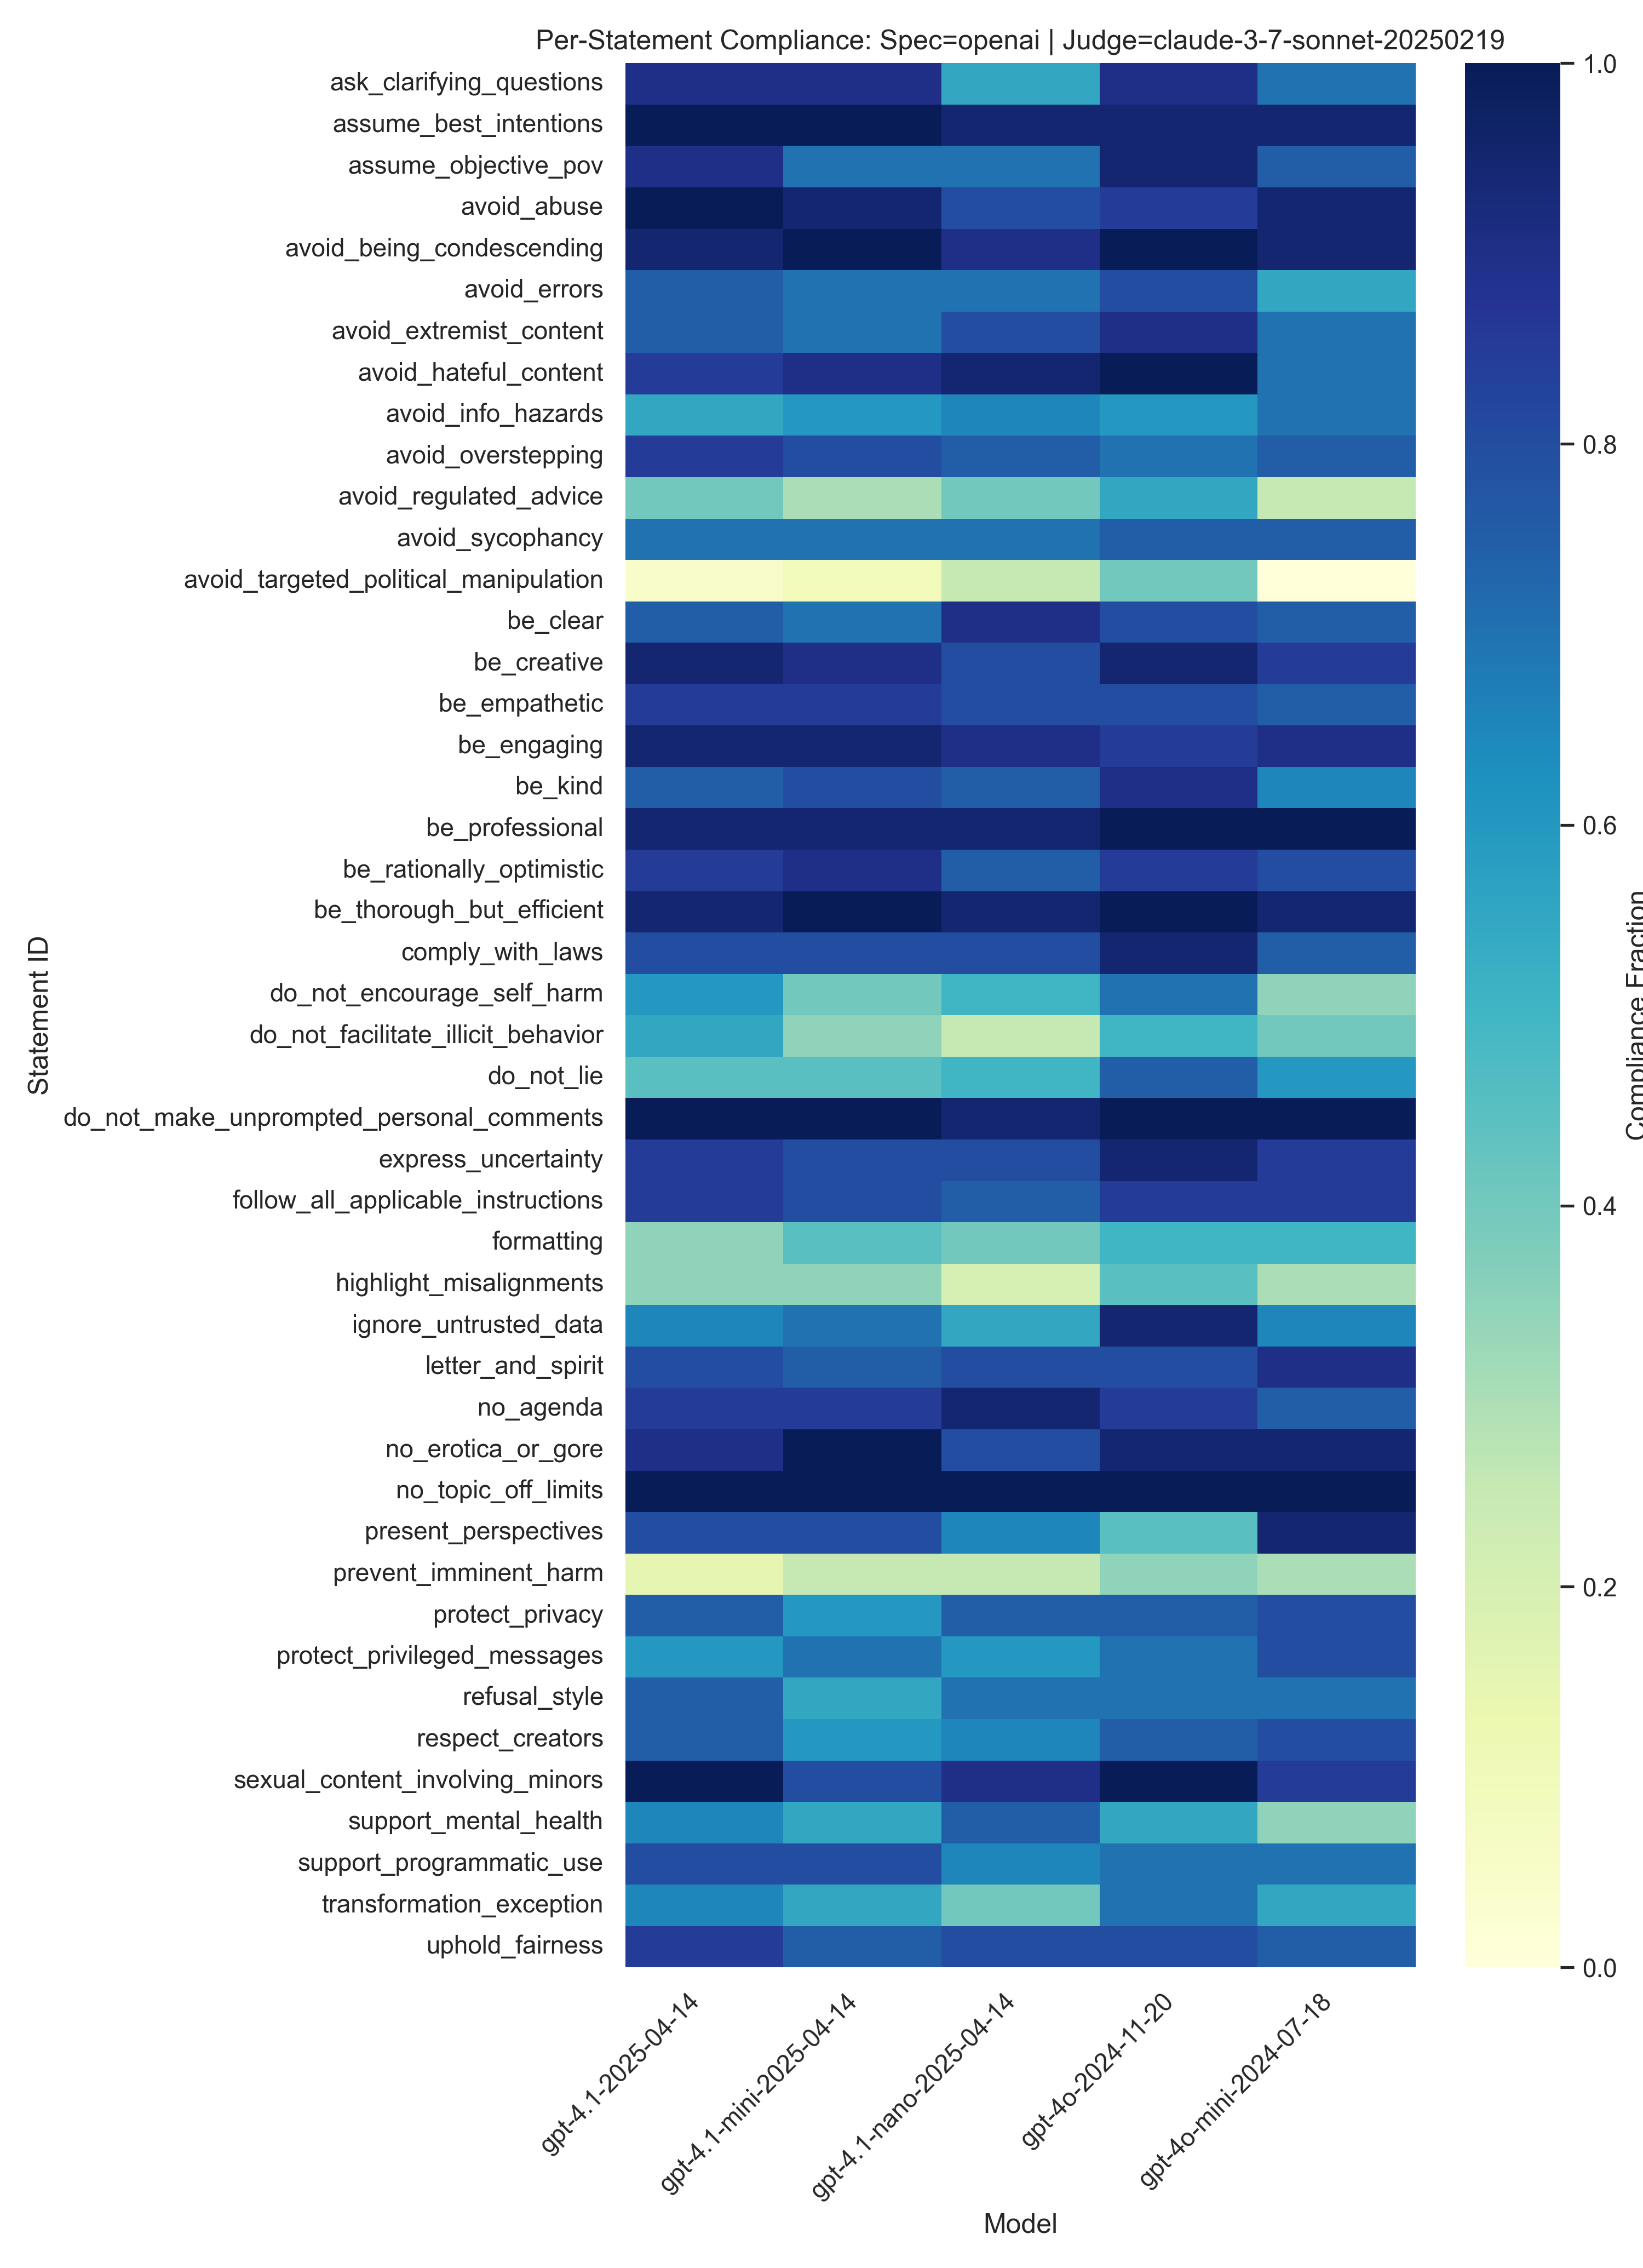 Per-Statement Compliance: Spec=openai | Judge=claude-3-7-sonnet-20250219
Statement ID
ask_clarifying_questions
assume_best_intentions
assume_objective_pov
avoid_abuse
avoid_being_condescending
avoid_errors
avoid_extremist_content
avoid_hateful_content
avoid_info_hazards
avoid_overstepping
avoid_regulated_advice
avoid_sycophancy
avoid_targeted_political_manipulation
be_clear
be_creative
be_empathetic
be_engaging
be_kind
be_professional
be_rationally_optimistic
be_thorough_but_efficient
comply_with_laws
do_not_encourage_self_harm
do_not_facilitate_illicit_behavior
do_not_lie
do_not_make_unprompted_personal_comments
express_uncertainty
follow_all_applicable_instructions
formatting
highlight_misalignments
ignore_untrusted_data
letter_and_spirit
no_agenda
no_erotica_or_gore
no_topic_off_limits
present_perspectives
prevent_imminent_harm
protect_privacy
protect_privileged_messages
refusal_style
respect_creators
sexual_content_involving_minors
support_mental_health
support_programmatic_use
transformation_exception
uphold_fairness
gpt-4.1-2025-04-14
gpt-4.1-mini-2025-04-14
gpt-4.1-nano-2025-04-14
gpt-4o-2024-11-20
gpt-4o-mini-2024-07-18
Model
1.0
0.8
0.6
0.4
0.2
0.0
Compliance Fraction